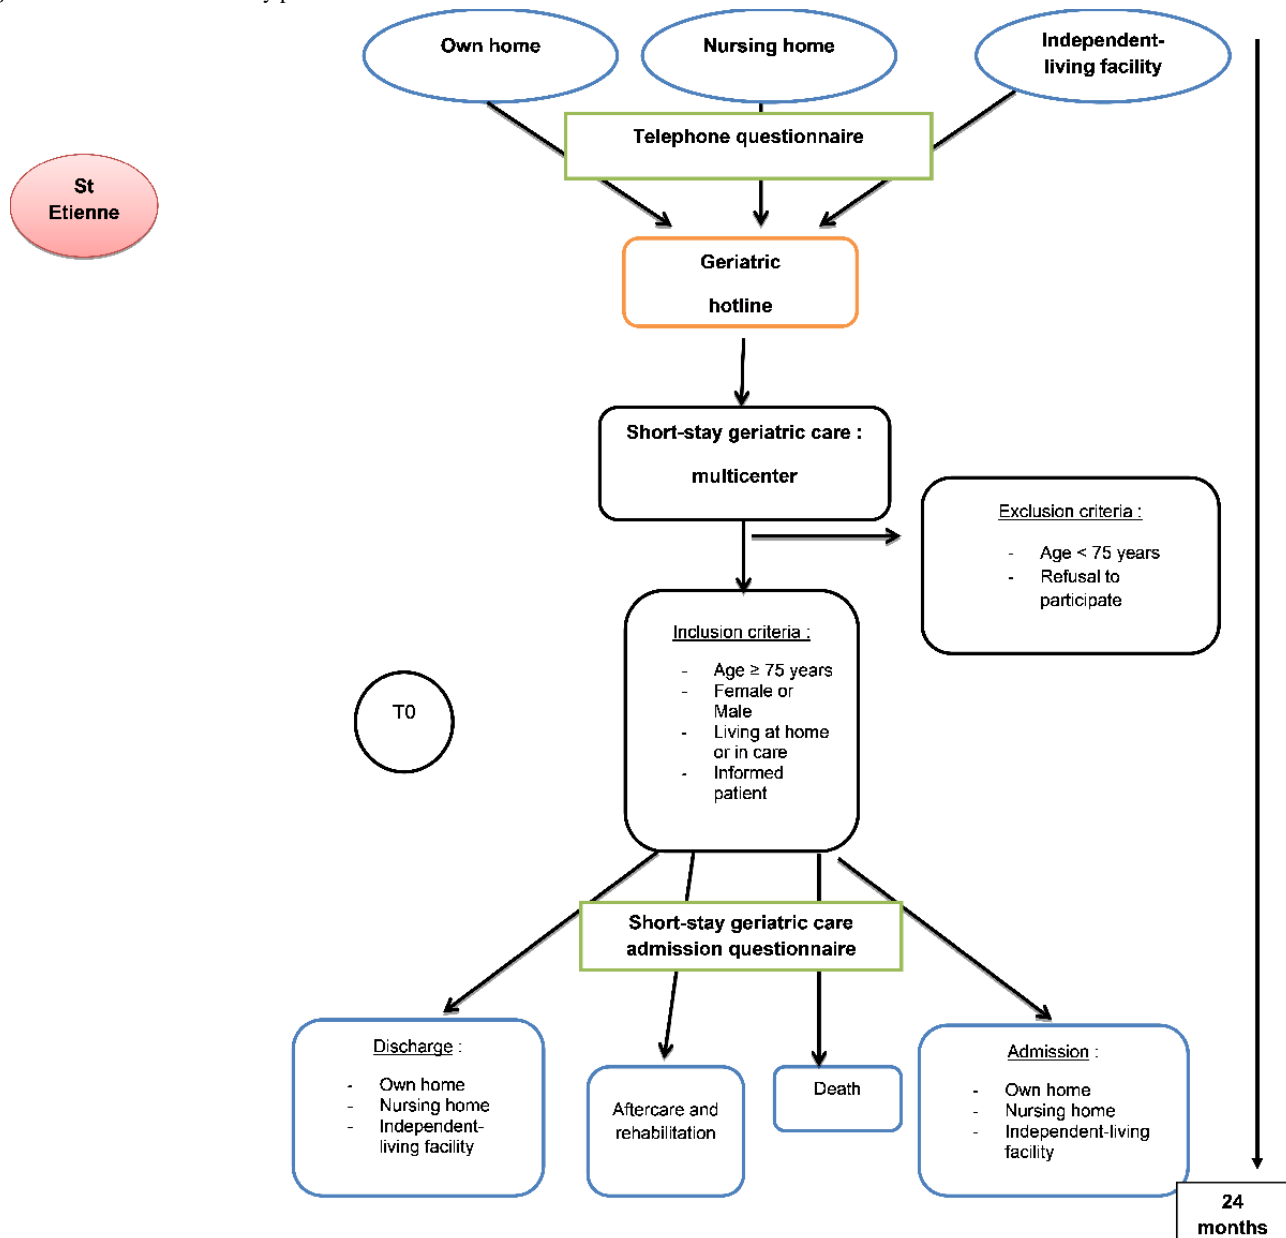 Own home
Nursing home
Independent-
living facility
Telephone questionnaire
St
Etienne
Geriatric
hotline
Short-stay geriatric care :
multicenter
Exclusion criteria :
- Age < 75 years
- Refusal to
participate
Inclusion criteria :
- Age ≥ 75 years
- Female or
Male
- Living at home
or in care
- Informed
patient
T0
Short-stay geriatric care
admission questionnaire
Discharge :
- Own home
- Nursing home
- Independent-
living facility
Aftercare and
rehabilitation
Death
Admission :
- Own home
- Nursing home
- Independent-living
facility
24
months